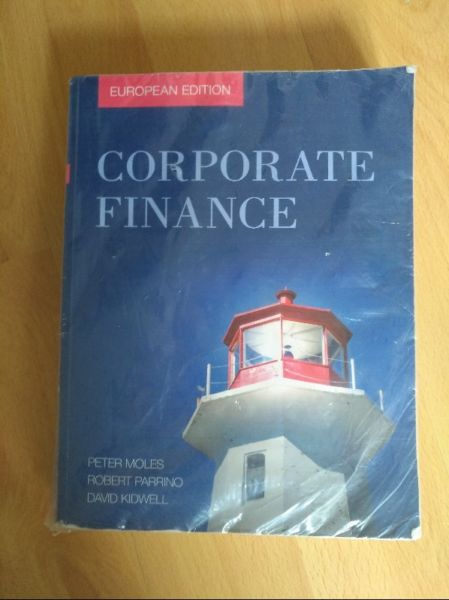 EUROPEAN EDITION
CORPORATE
FINANCE
PETER MOLES
ROBERT PARRINO
DAVID KIDWELL